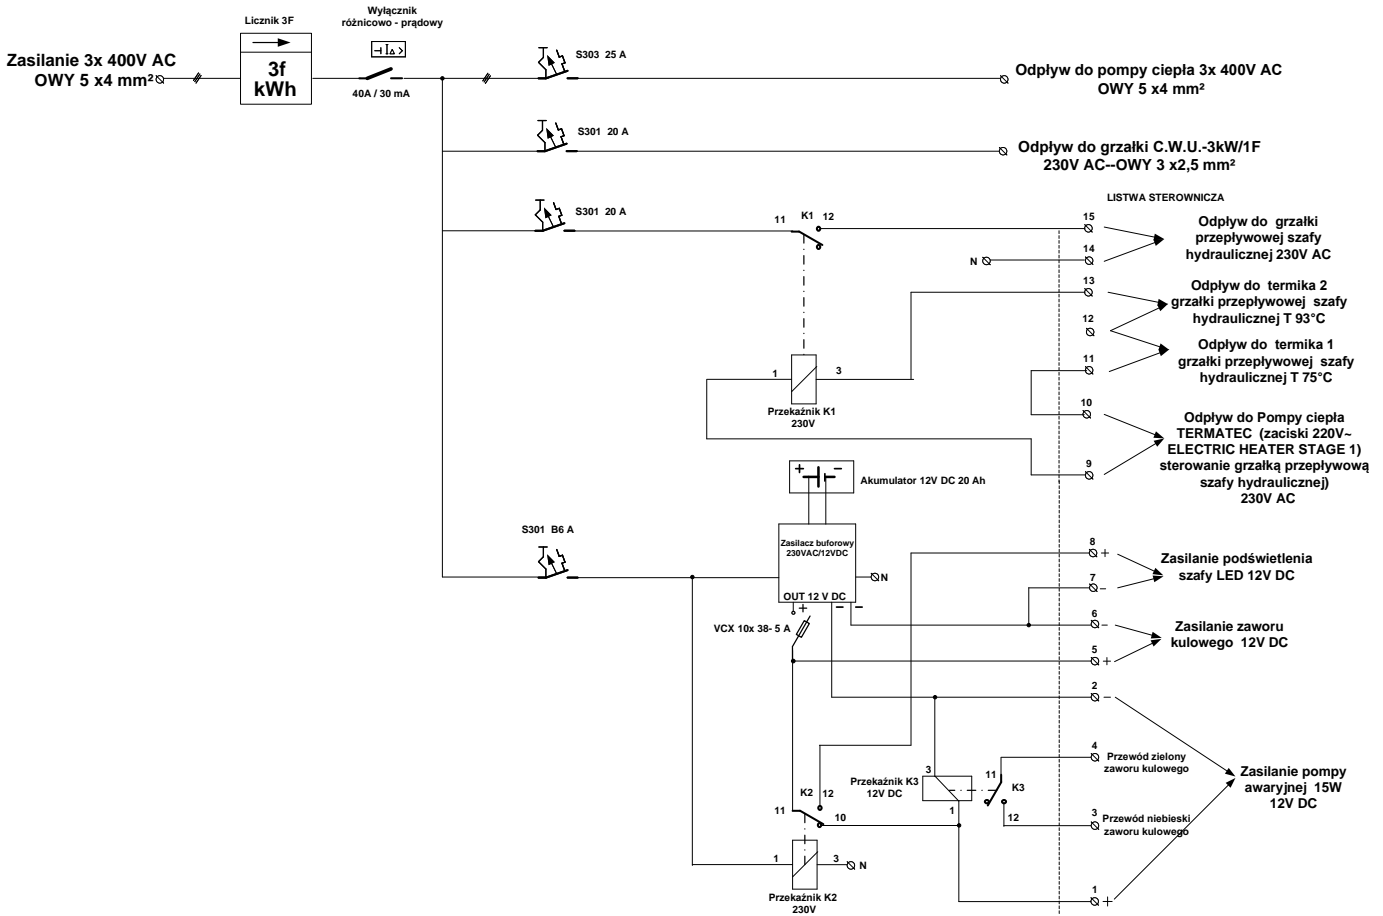 Licznik 3F
Wyłącznik
różnicowo - prądowy
Zasilanie 3x 400V AC
OWY 5 x4 mm²
3f
kWh
I∆>
40A / 30 mA
S303 25 A
Odpływ do pompy ciepła 3x 400V AC
OWY 5 x4 mm²
S301 20 A
Odpływ do grzałki C.W.U.-3kW/1F
230V AC--OWY 3 x2,5 mm²
LISTWA STEROWNICZA
S301 20 A
11
K1
12
15
Odpływ do grzałki
przepływowej szafy
hydraulicznej 230V AC
14
N
13
Odpływ do termika 2
grzałki przepływowej szafy
hydraulicznej T 93°C
12
Odpływ do termika 1
grzałki przepływowej szafy
hydraulicznej T 75°C
11
1
3
Przekaźnik K1
230V
10
Odpływ do Pompy ciepła
TERMATEC (zaciski 220V~
ELECTRIC HEATER STAGE 1)
sterowanie grzałką przepływową
szafy hydraulicznej)
230V AC
9
+
−
Akumulator 12V DC 20 Ah
S301 B6 A
Zasilacz buforowy
230VAC/12VDC
N
OUT 12 V DC
+
−
−
VCX 10x 38- 5 A
8
+
Zasilanie podświetlenia
szafy LED 12V DC
7
−
6
−
Zasilanie zaworu
kulowego 12V DC
5
+
2
−
4
Przewód zielony
zaworu kulowego
Zasilanie pompy
awaryjnej 15W
12V DC
3
Przekaźnik K3
12V DC
1
11
K3
12
3
Przewód niebieski
zaworu kulowego
K2
12
11
10
1
3
N
Przekaźnik K2
230V
1
+